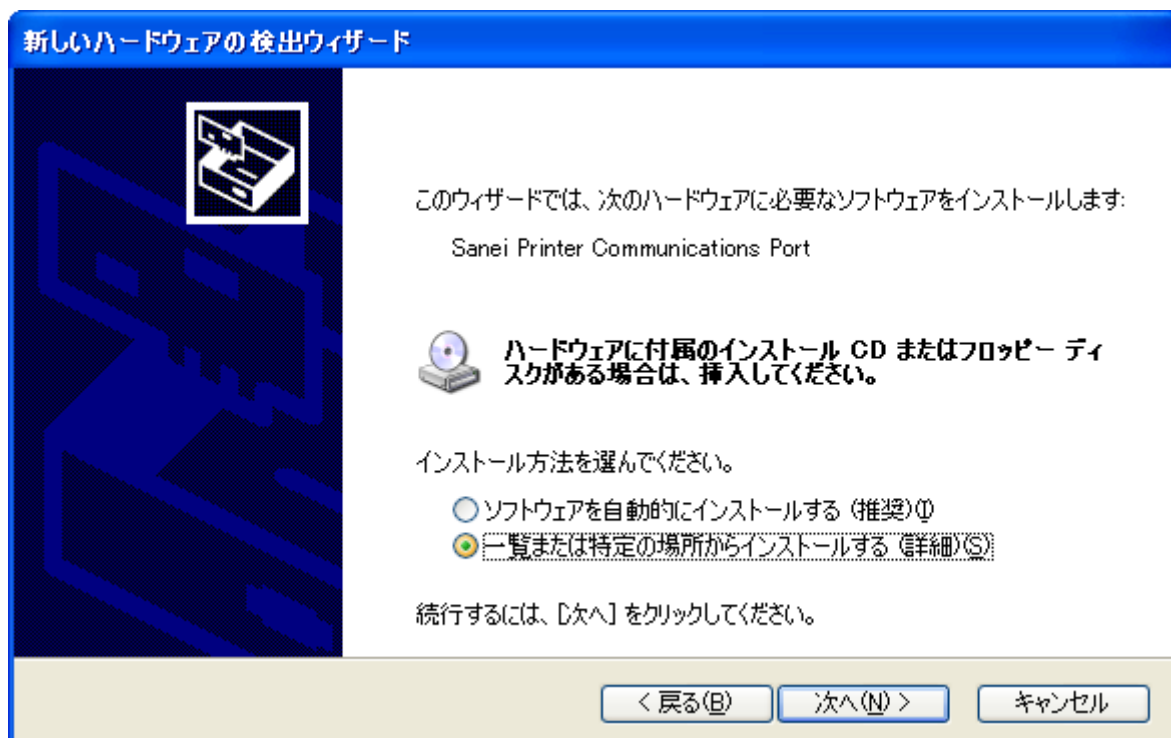 新しいハードウェアの検出ウィザード
このウィザードでは、次のハードウェアに必要なソフトウェアをインストールします:
Sanei Printer Communications Port
ハードウェアに付属のインストール CD またはフロッピー ディ
スクがある場合は、挿入してください。
インストール方法を選んでください。
ソフトウェアを自動的にインストールする (推奨)(I)
一覧または特定の場所からインストールする (詳細)(S)
続行するには、[次へ] をクリックしてください。
< 戻る(B)
次へ(N) >
キャンセル